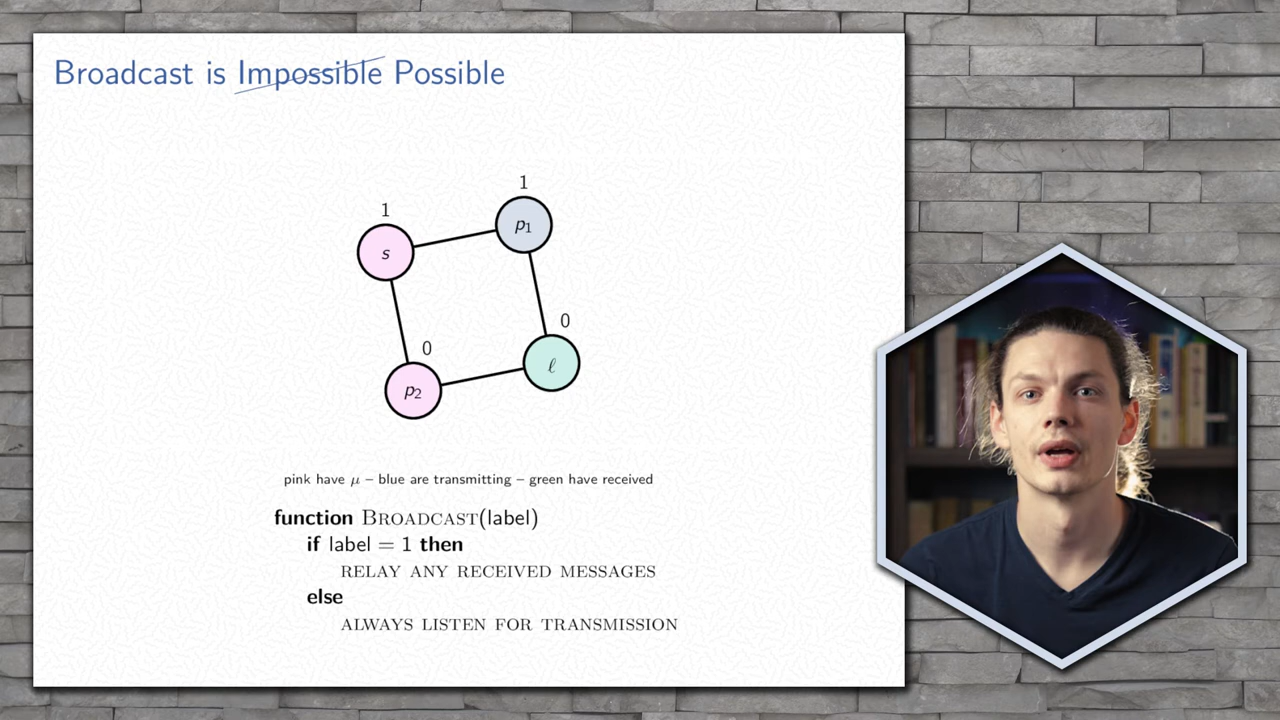 Broadcast is Impossible Possible
1
1
s
p₁
0
0
p₂
ℓ
pink have μ – blue are transmitting – green have received
function BROADCAST(label)
if label = 1 then
RELAY ANY RECEIVED MESSAGES
else
ALWAYS LISTEN FOR TRANSMISSION